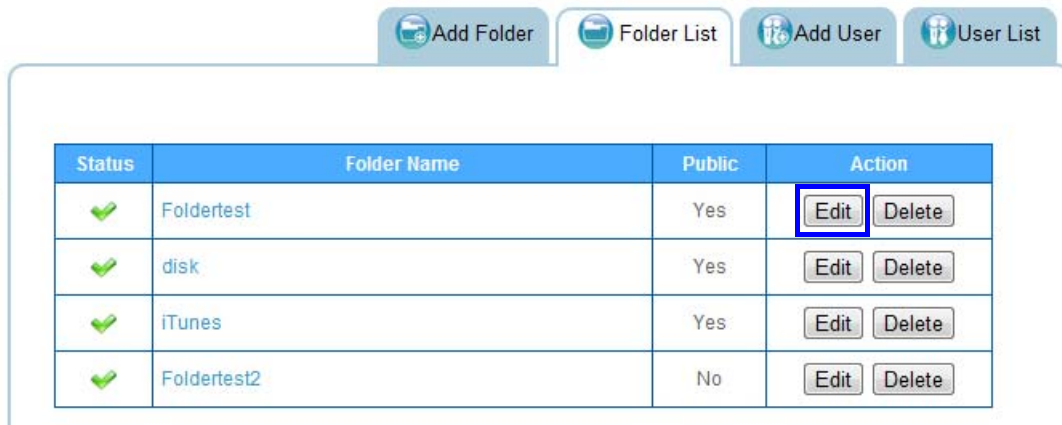 Add Folder Folder List Add User User List
Status Folder Name Public Action
Foldertest Yes Edit Delete
disk Yes Edit Delete
iTunes Yes Edit Delete
Foldertest2 No Edit Delete